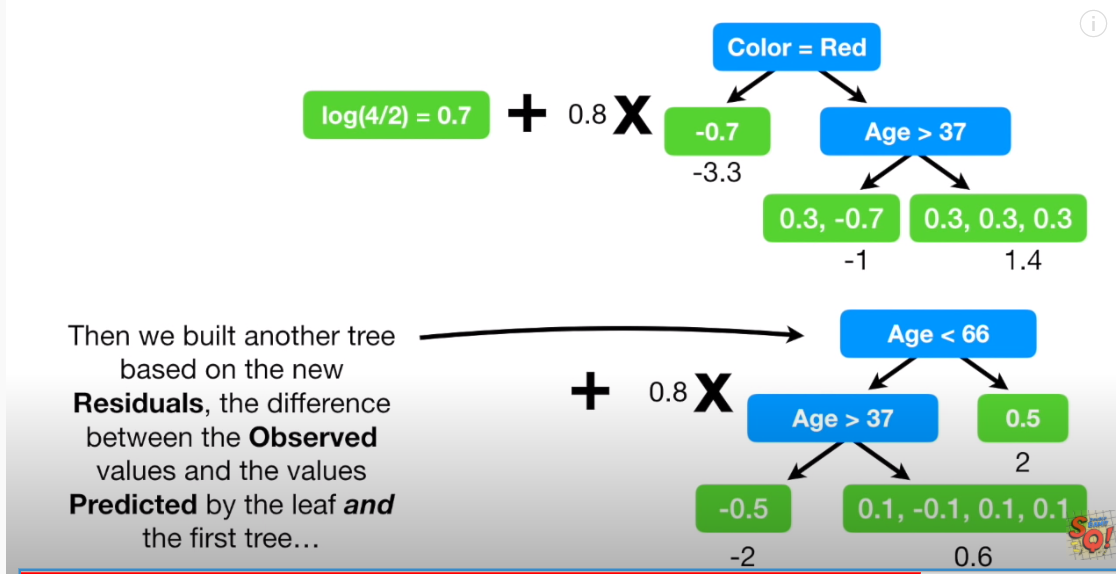 Color = Red
log(4/2) = 0.7 + 0.8 X -0.7 Age > 37
-3.3
0.3, -0.7 0.3, 0.3, 0.3
-1 1.4
Then we built another tree
based on the new
Residuals, the difference
between the Observed
values and the values
Predicted by the leaf and
the first tree…
Age < 66
+ 0.8 X Age > 37 0.5
2
-0.5 0.1, -0.1, 0.1, 0.1
-2 0.6
SQ!